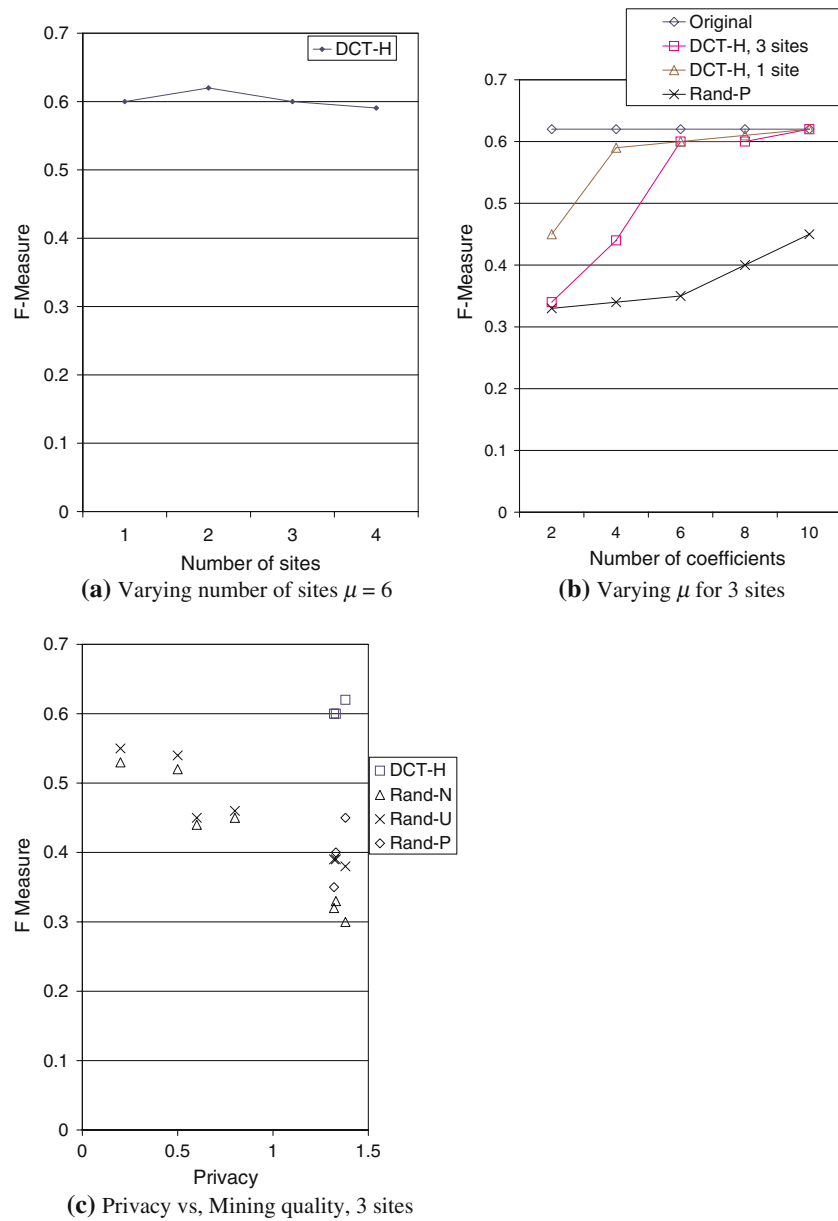 DCT-H
0.7
0.6
0.5
0.4
0.3
0.2
0.1
0
F-Measure
1 2 3 4
Number of sites
(a) Varying number of sites μ = 6
Original
DCT-H, 3 sites
DCT-H, 1 site
Rand-P
0.7
0.6
0.5
0.4
0.3
0.2
0.1
0
F-Measure
2 4 6 8 10
Number of coefficients
(b) Varying μ for 3 sites
0.7
0.6
0.5
0.4
0.3
0.2
0.1
0
F Measure
DCT-H
Rand-N
Rand-U
Rand-P
0 0.5 1 1.5
Privacy
(c) Privacy vs, Mining quality, 3 sites